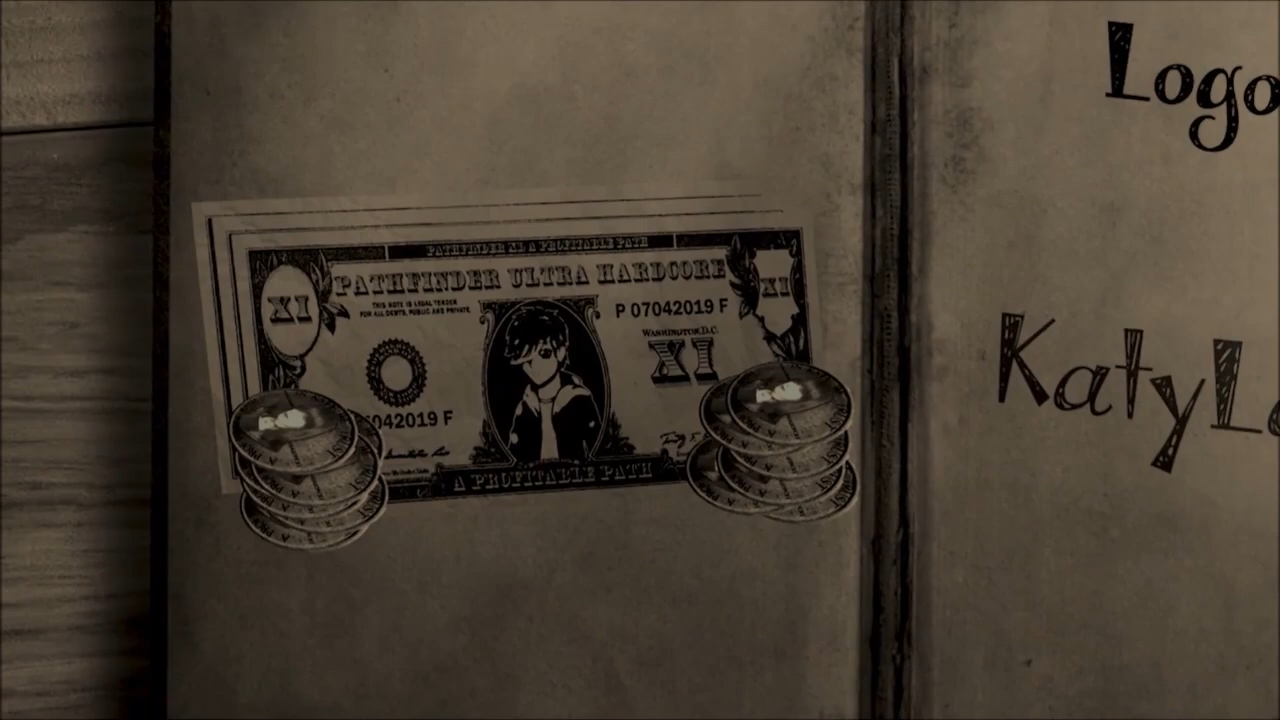 PATHFINDER XI: A PROFITABLE PATH
PATHFINDER ULTRA HARDCORE
XI
XI
THIS NOTE IS LEGAL TENDER
FOR ALL DEBTS, PUBLIC AND PRIVATE
P 07042019 F
WASHINGTON, D.C.
XI
042019 F
A PROFITABLE PATH
Logo
KatyL